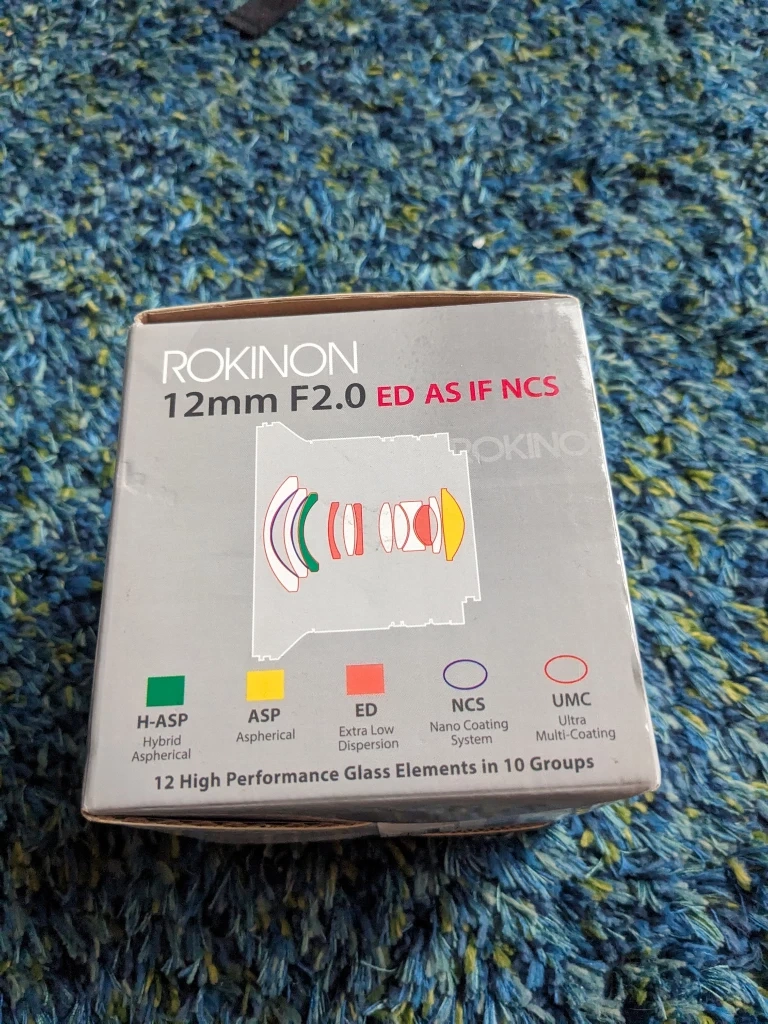 ROKINON
12mm F2.0 ED AS IF NCS
ROKINO
H-ASP
Hybrid
Aspherical
ASP
Aspherical
ED
Extra Low
Dispersion
NCS
Nano Coating
System
UMC
Ultra
Multi-Coating
12 High Performance Glass Elements in 10 Groups